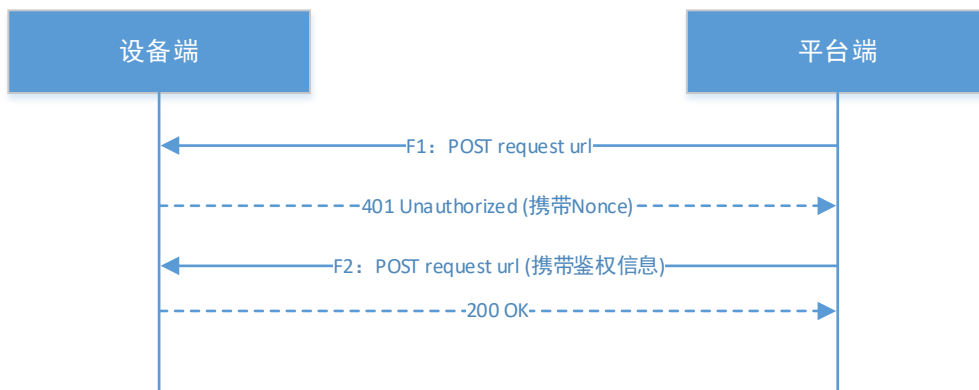 设备端
平台端
F1：POST request url
401 Unauthorized (携带Nonce)
F2：POST request url (携带鉴权信息)
200 OK